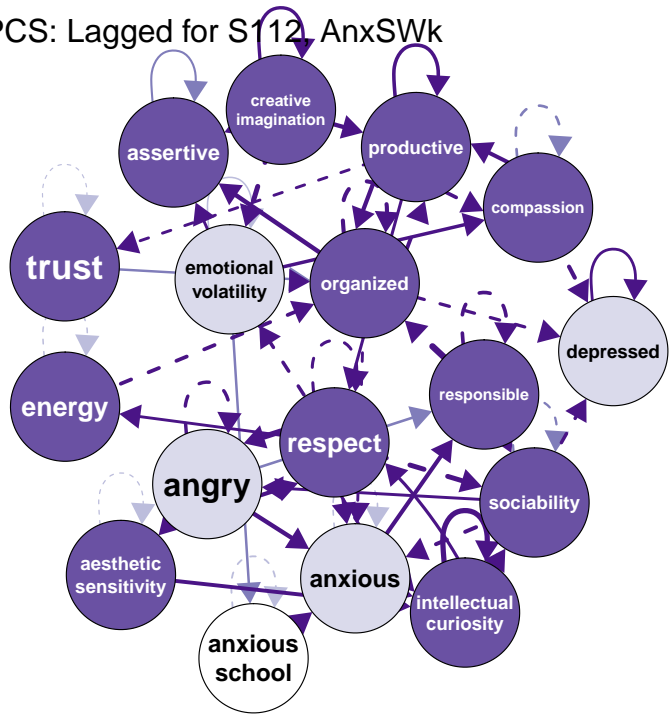 PCS: Lagged for S112, AnxSWk
creative
imagination
assertive
productive
compassion
trust
emotional
volatility
organized
depressed
energy
responsible
respect
angry
sociability
aesthetic
sensitivity
anxious
intellectual
curiosity
anxious
school